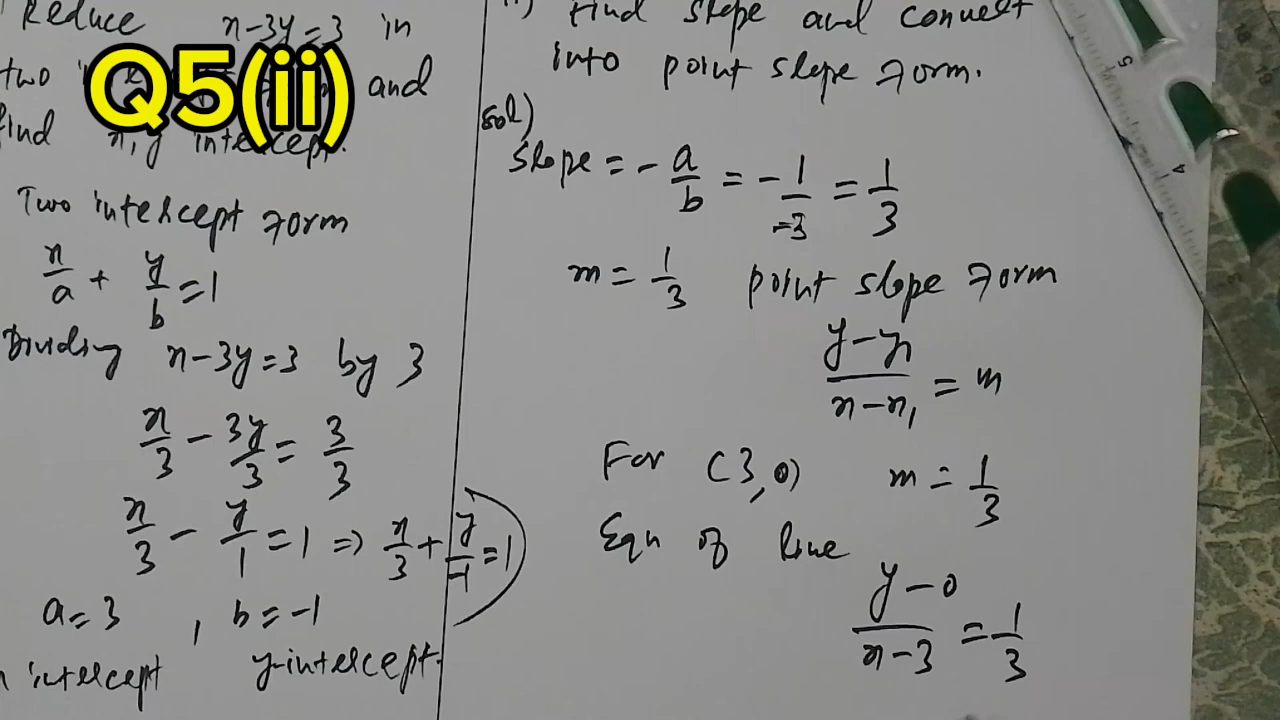 Reduce x-3y=3 in
two and
Q5(ii)
find x, y intercept.
Two intercept form
x/a + y/b = 1
Dividing x-3y=3 by 3
x/3 - 3y/3 = 3/3
x/3 - y/1 = 1 => x/3 + y/-1 = 1
a=3 , b=-1
x intercept y-intercept.
ii) Find slope and convert
into point slope form.
Sol)
Slope = - a/b = - 1/-3 = 1/3
m = 1/3 point slope form
y-y1/x-x1 = m
For (3,0) m = 1/3
Eqn of line
y-0/x-3 = 1/3
5
4